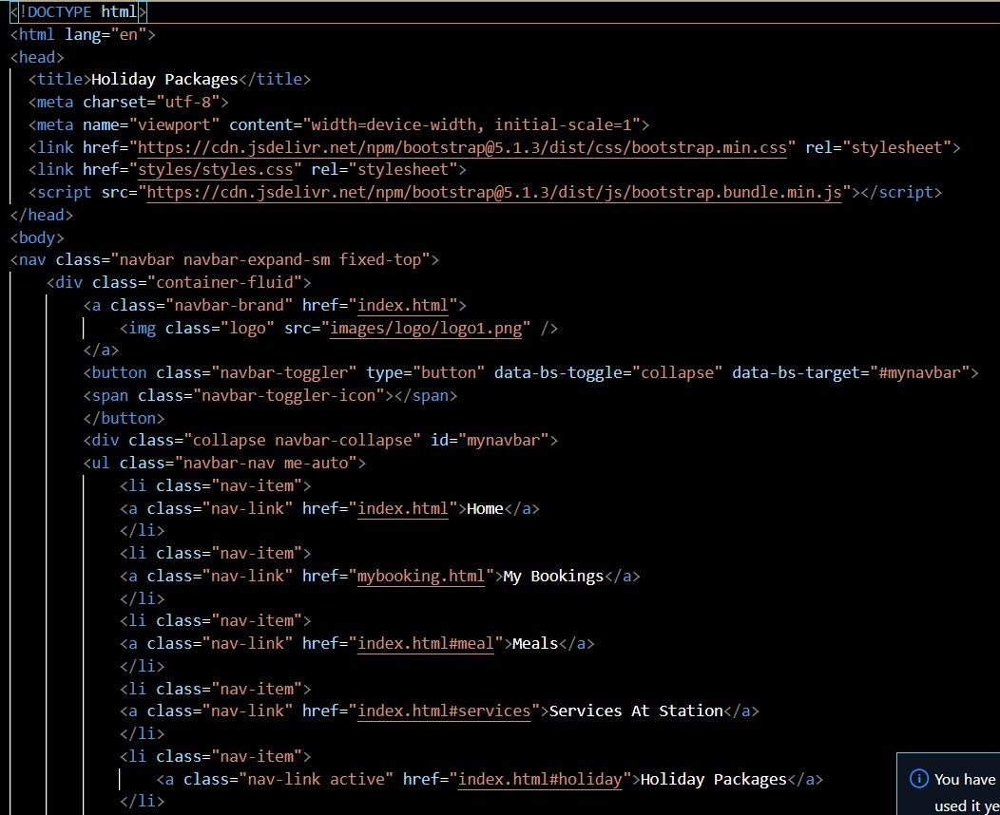 <!DOCTYPE html>
<html lang="en">
<head>
<title>Holiday Packages</title>
<meta charset="utf-8">
<meta name="viewport" content="width=device-width, initial-scale=1">
<link href="https://cdn.jsdelivr.net/npm/bootstrap@5.1.3/dist/css/bootstrap.min.css" rel="stylesheet">
<link href="styles/styles.css" rel="stylesheet">
<script src="https://cdn.jsdelivr.net/npm/bootstrap@5.1.3/dist/js/bootstrap.bundle.min.js"></script>
</head>
<body>
<nav class="navbar navbar-expand-sm fixed-top">
<div class="container-fluid">
<a class="navbar-brand" href="index.html">
<img class="logo" src="images/logo/logo1.png" />
</a>
<button class="navbar-toggler" type="button" data-bs-toggle="collapse" data-bs-target="#mynavbar">
<span class="navbar-toggler-icon"></span>
</button>
<div class="collapse navbar-collapse" id="mynavbar">
<ul class="navbar-nav me-auto">
<li class="nav-item">
<a class="nav-link" href="index.html">Home</a>
</li>
<li class="nav-item">
<a class="nav-link" href="mybooking.html">My Bookings</a>
</li>
<li class="nav-item">
<a class="nav-link" href="index.html#meal">Meals</a>
</li>
<li class="nav-item">
<a class="nav-link" href="index.html#services">Services At Station</a>
</li>
<li class="nav-item">
<a class="nav-link active" href="index.html#holiday">Holiday Packages</a>
</li>
You have
used it ye